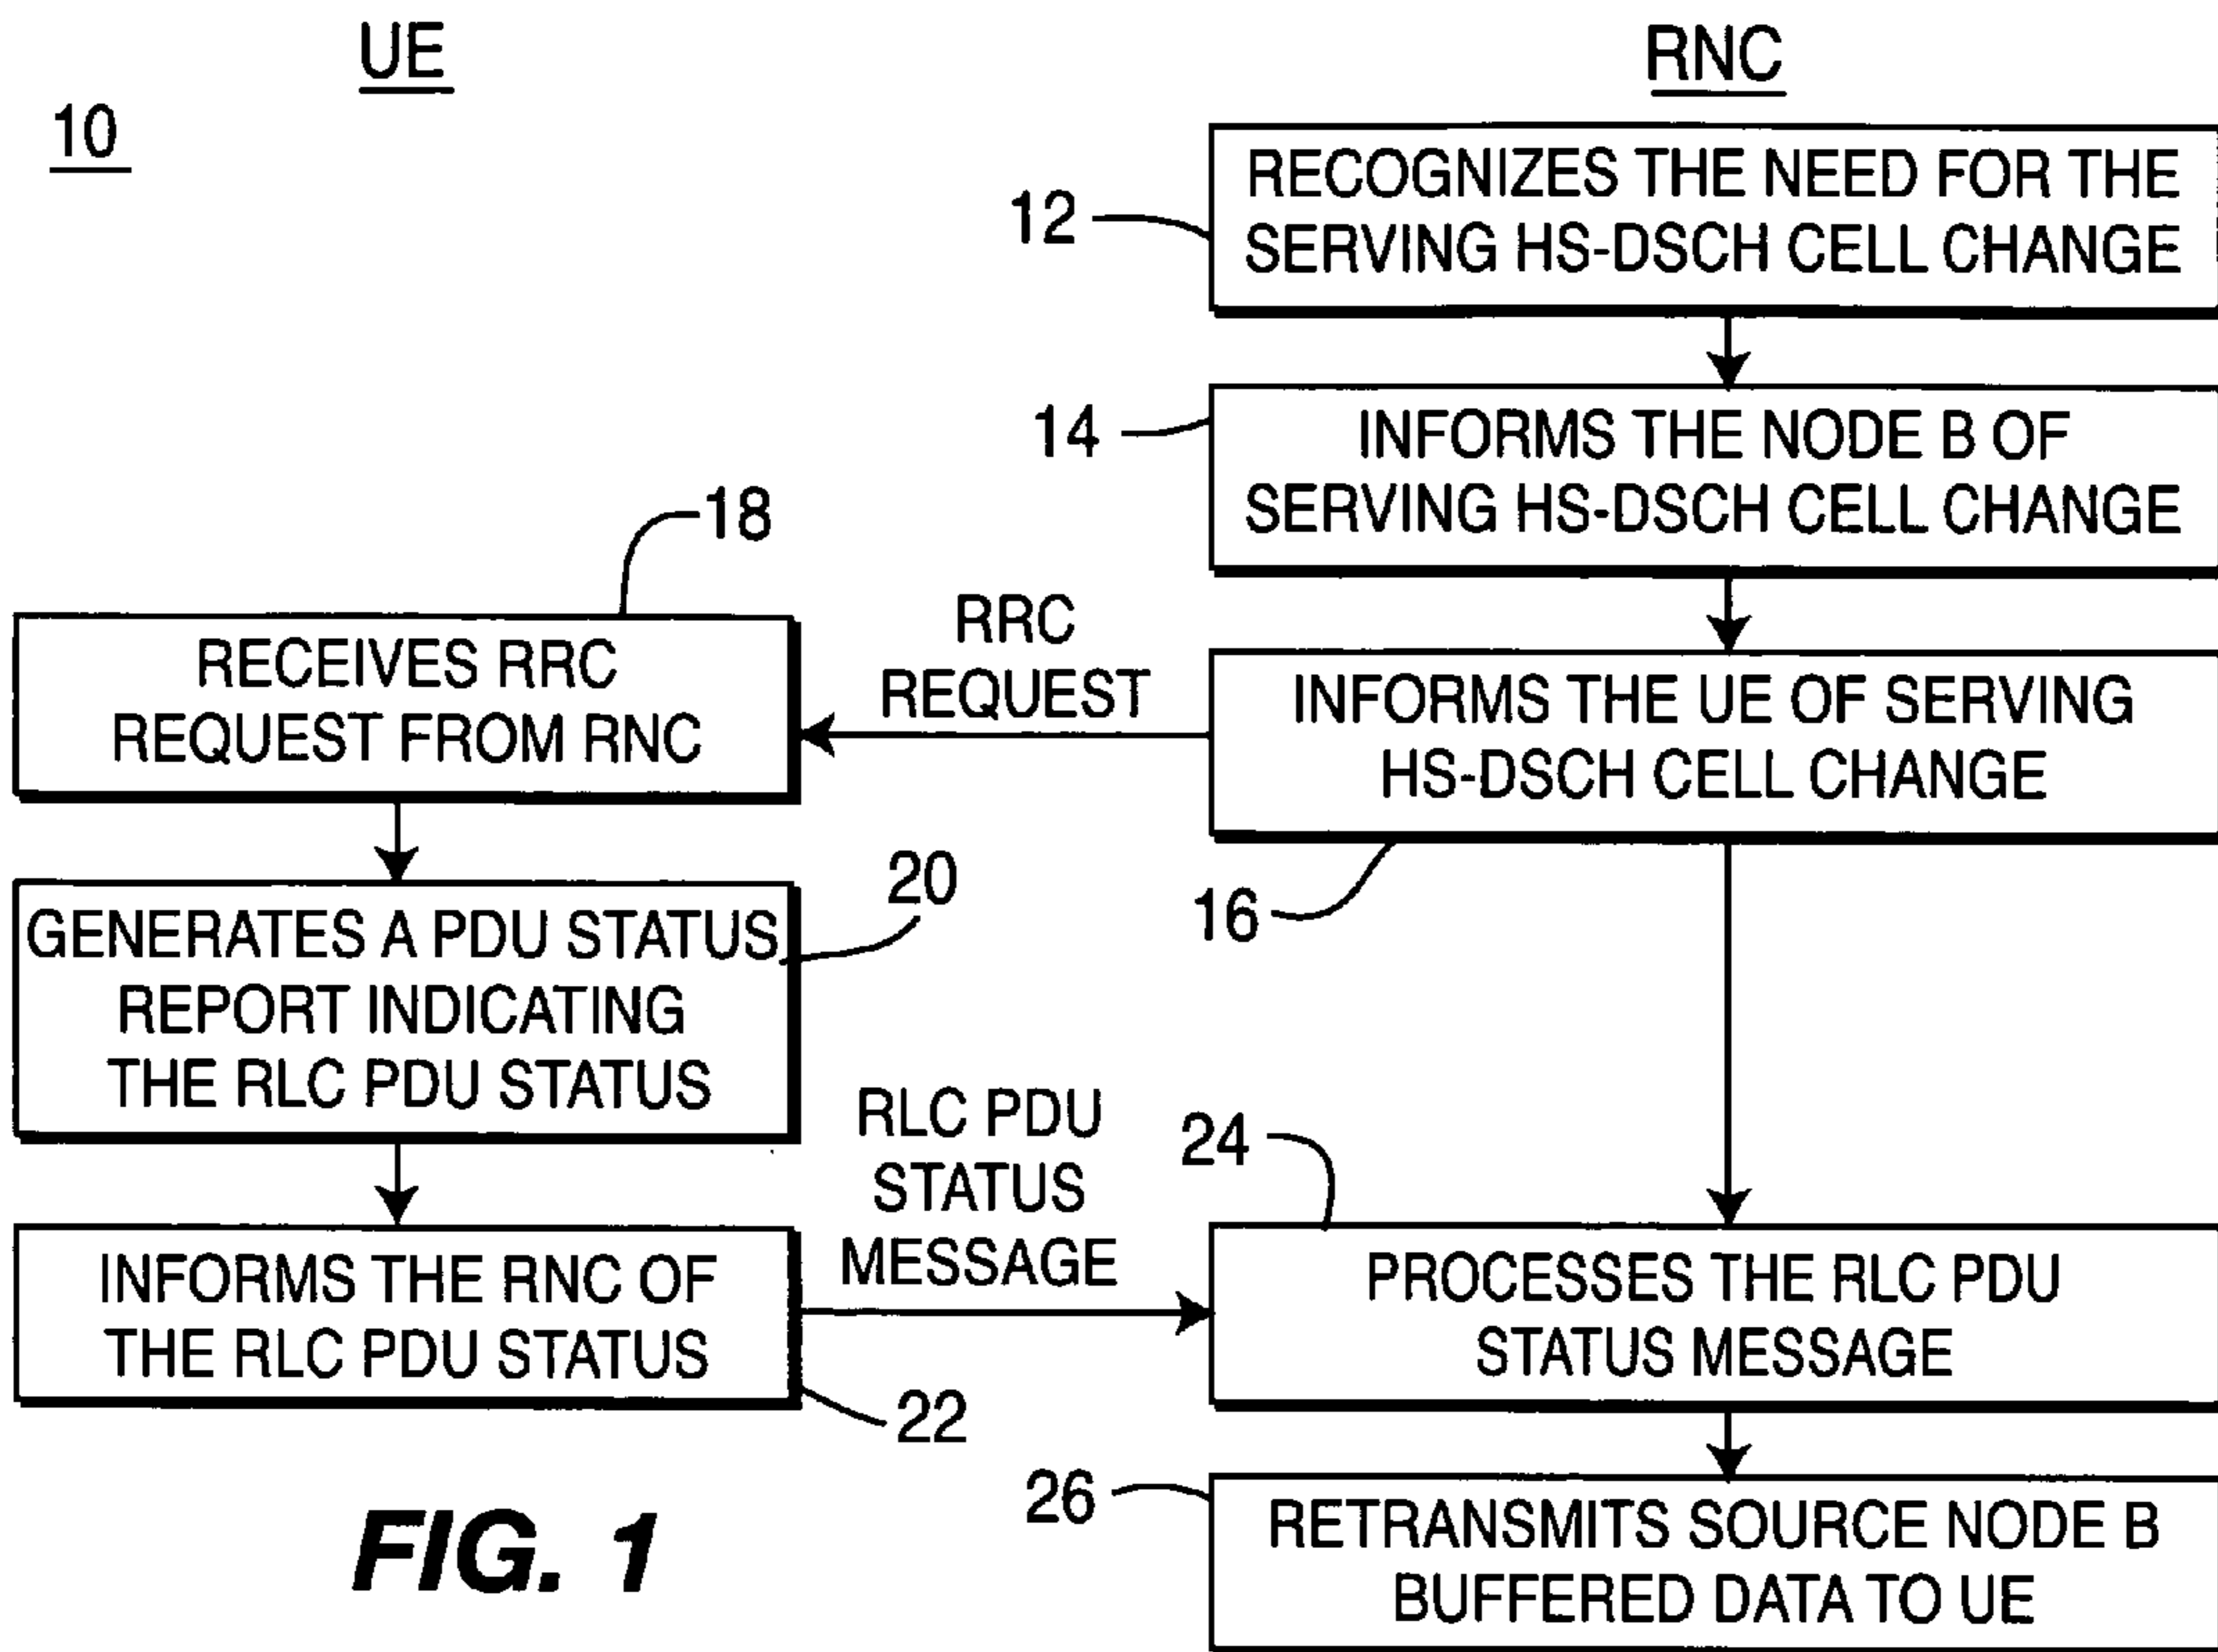 UE
RNC
10
RECOGNIZES THE NEED FOR THE
SERVING HS-DSCH CELL CHANGE
12
INFORMS THE NODE B OF
SERVING HS-DSCH CELL CHANGE
14
INFORMS THE UE OF SERVING
HS-DSCH CELL CHANGE
16
RRC
REQUEST
18
RECEIVES RRC
REQUEST FROM RNC
GENERATES A PDU STATUS
REPORT INDICATING
THE RLC PDU STATUS
20
INFORMS THE RNC OF
THE RLC PDU STATUS
22
RLC PDU
STATUS
MESSAGE
24
PROCESSES THE RLC PDU
STATUS MESSAGE
26
RETRANSMITS SOURCE NODE B
BUFFERED DATA TO UE
FIG. 1